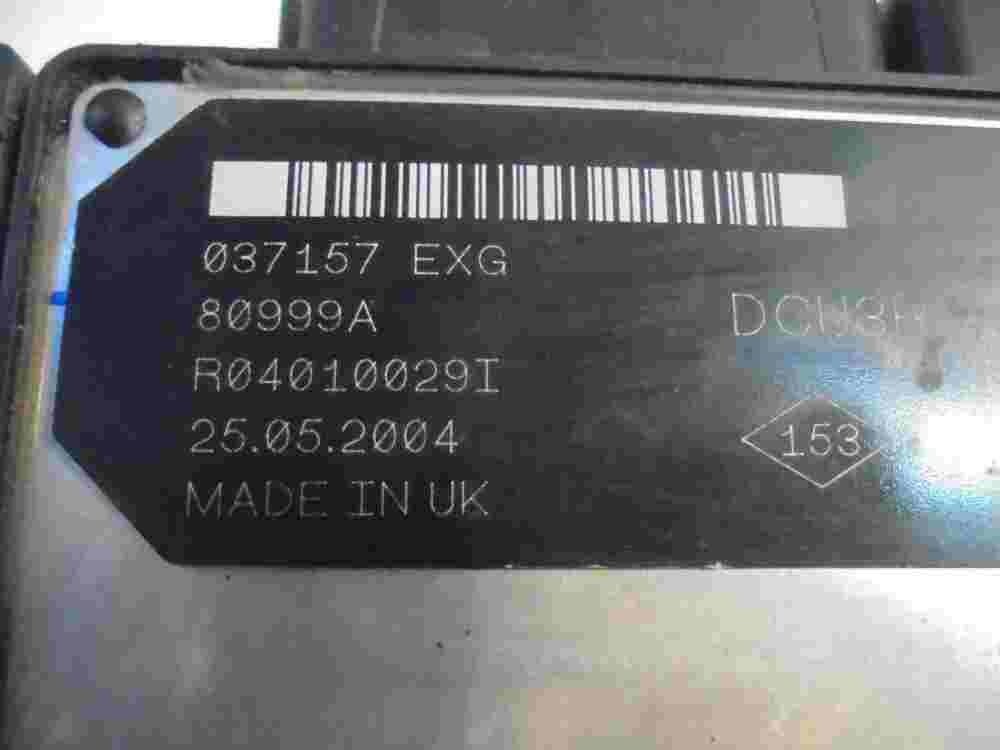 037157 EXG
80999A
R04010029I
25.05.2004
MADE IN UK
153